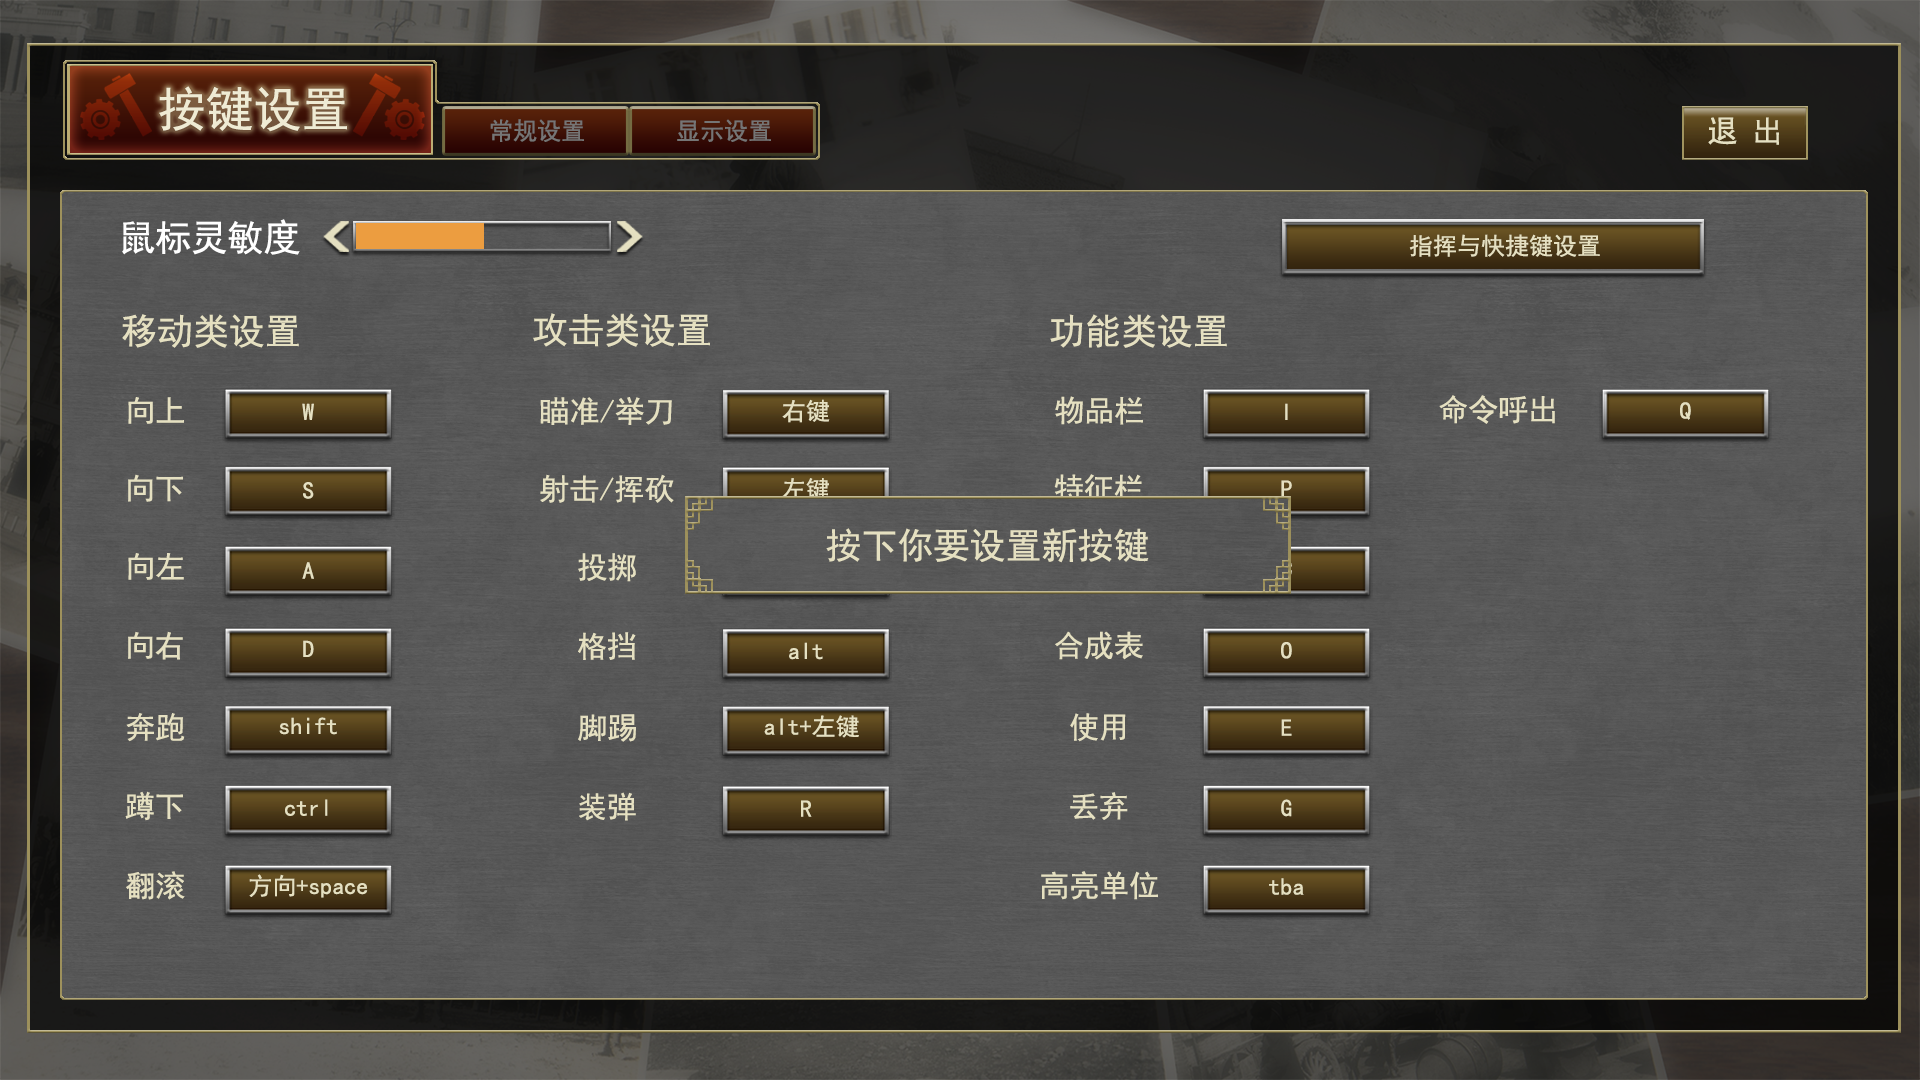 按键设置
常规设置
显示设置
退 出
鼠标灵敏度
指挥与快捷键设置
移动类设置
攻击类设置
功能类设置
向上
W
瞄准/举刀
右键
物品栏
I
命令呼出
Q
向下
S
射击/挥砍
左键
特征栏
P
按下你要设置新按键
向左
A
投掷
向右
D
格挡
alt
合成表
O
奔跑
shift
脚踢
alt+左键
使用
E
蹲下
ctrl
装弹
R
丢弃
G
翻滚
方向+space
高亮单位
tba